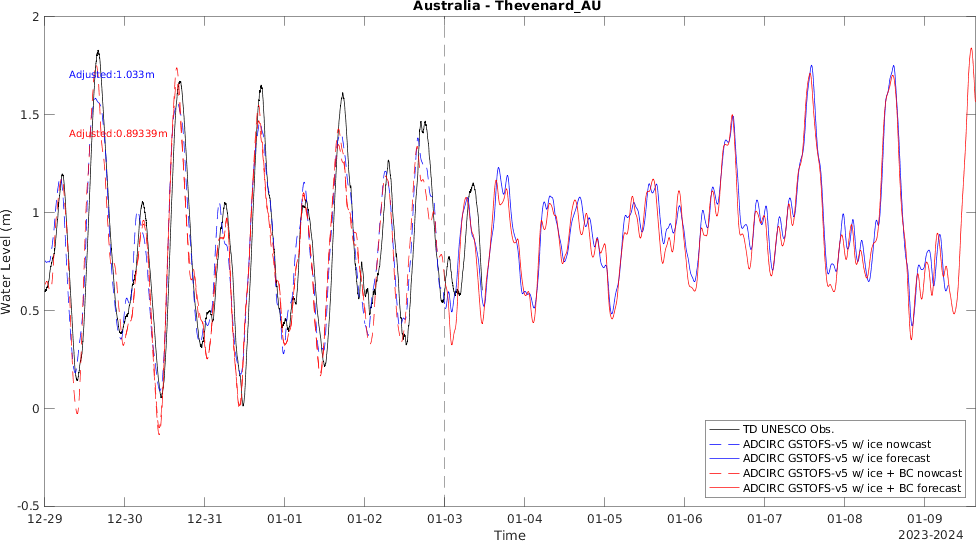 Australia - Thevenard_AU
2
1.5
1
0.5
0
-0.5
Water Level (m)
Adjusted:1.033m
Adjusted:0.89339m
TD UNESCO Obs.
ADCIRC GSTOFS-v5 w/ ice nowcast
ADCIRC GSTOFS-v5 w/ ice forecast
ADCIRC GSTOFS-v5 w/ ice + BC nowcast
ADCIRC GSTOFS-v5 w/ ice + BC forecast
12-29 12-30 12-31 01-01 01-02 01-03 01-04 01-05 01-06 01-07 01-08 01-09
Time
2023-2024